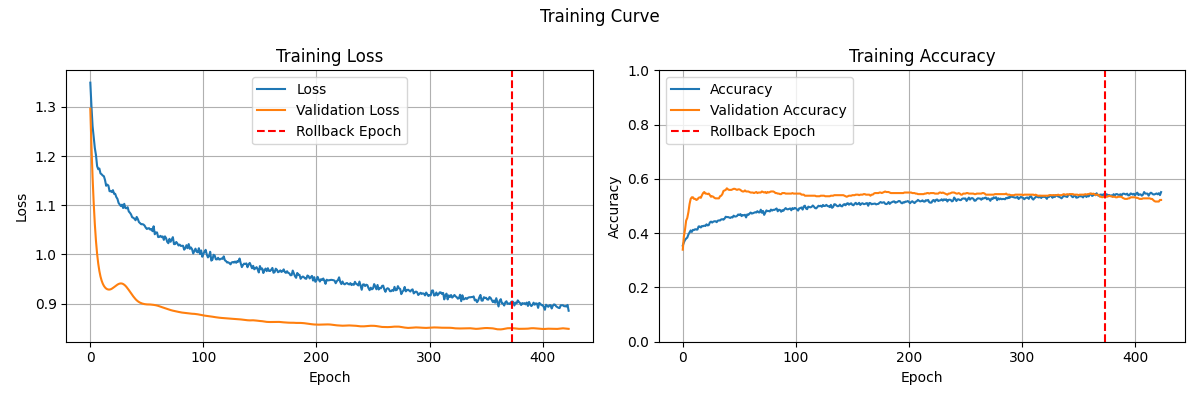 Training Curve
Training Loss
Loss
Validation Loss
Rollback Epoch
1.3
1.2
1.1
1.0
0.9
Loss
0
100
200
300
400
Epoch
Training Accuracy
Accuracy
Validation Accuracy
Rollback Epoch
1.0
0.8
0.6
0.4
0.2
0.0
Accuracy
0
100
200
300
400
Epoch